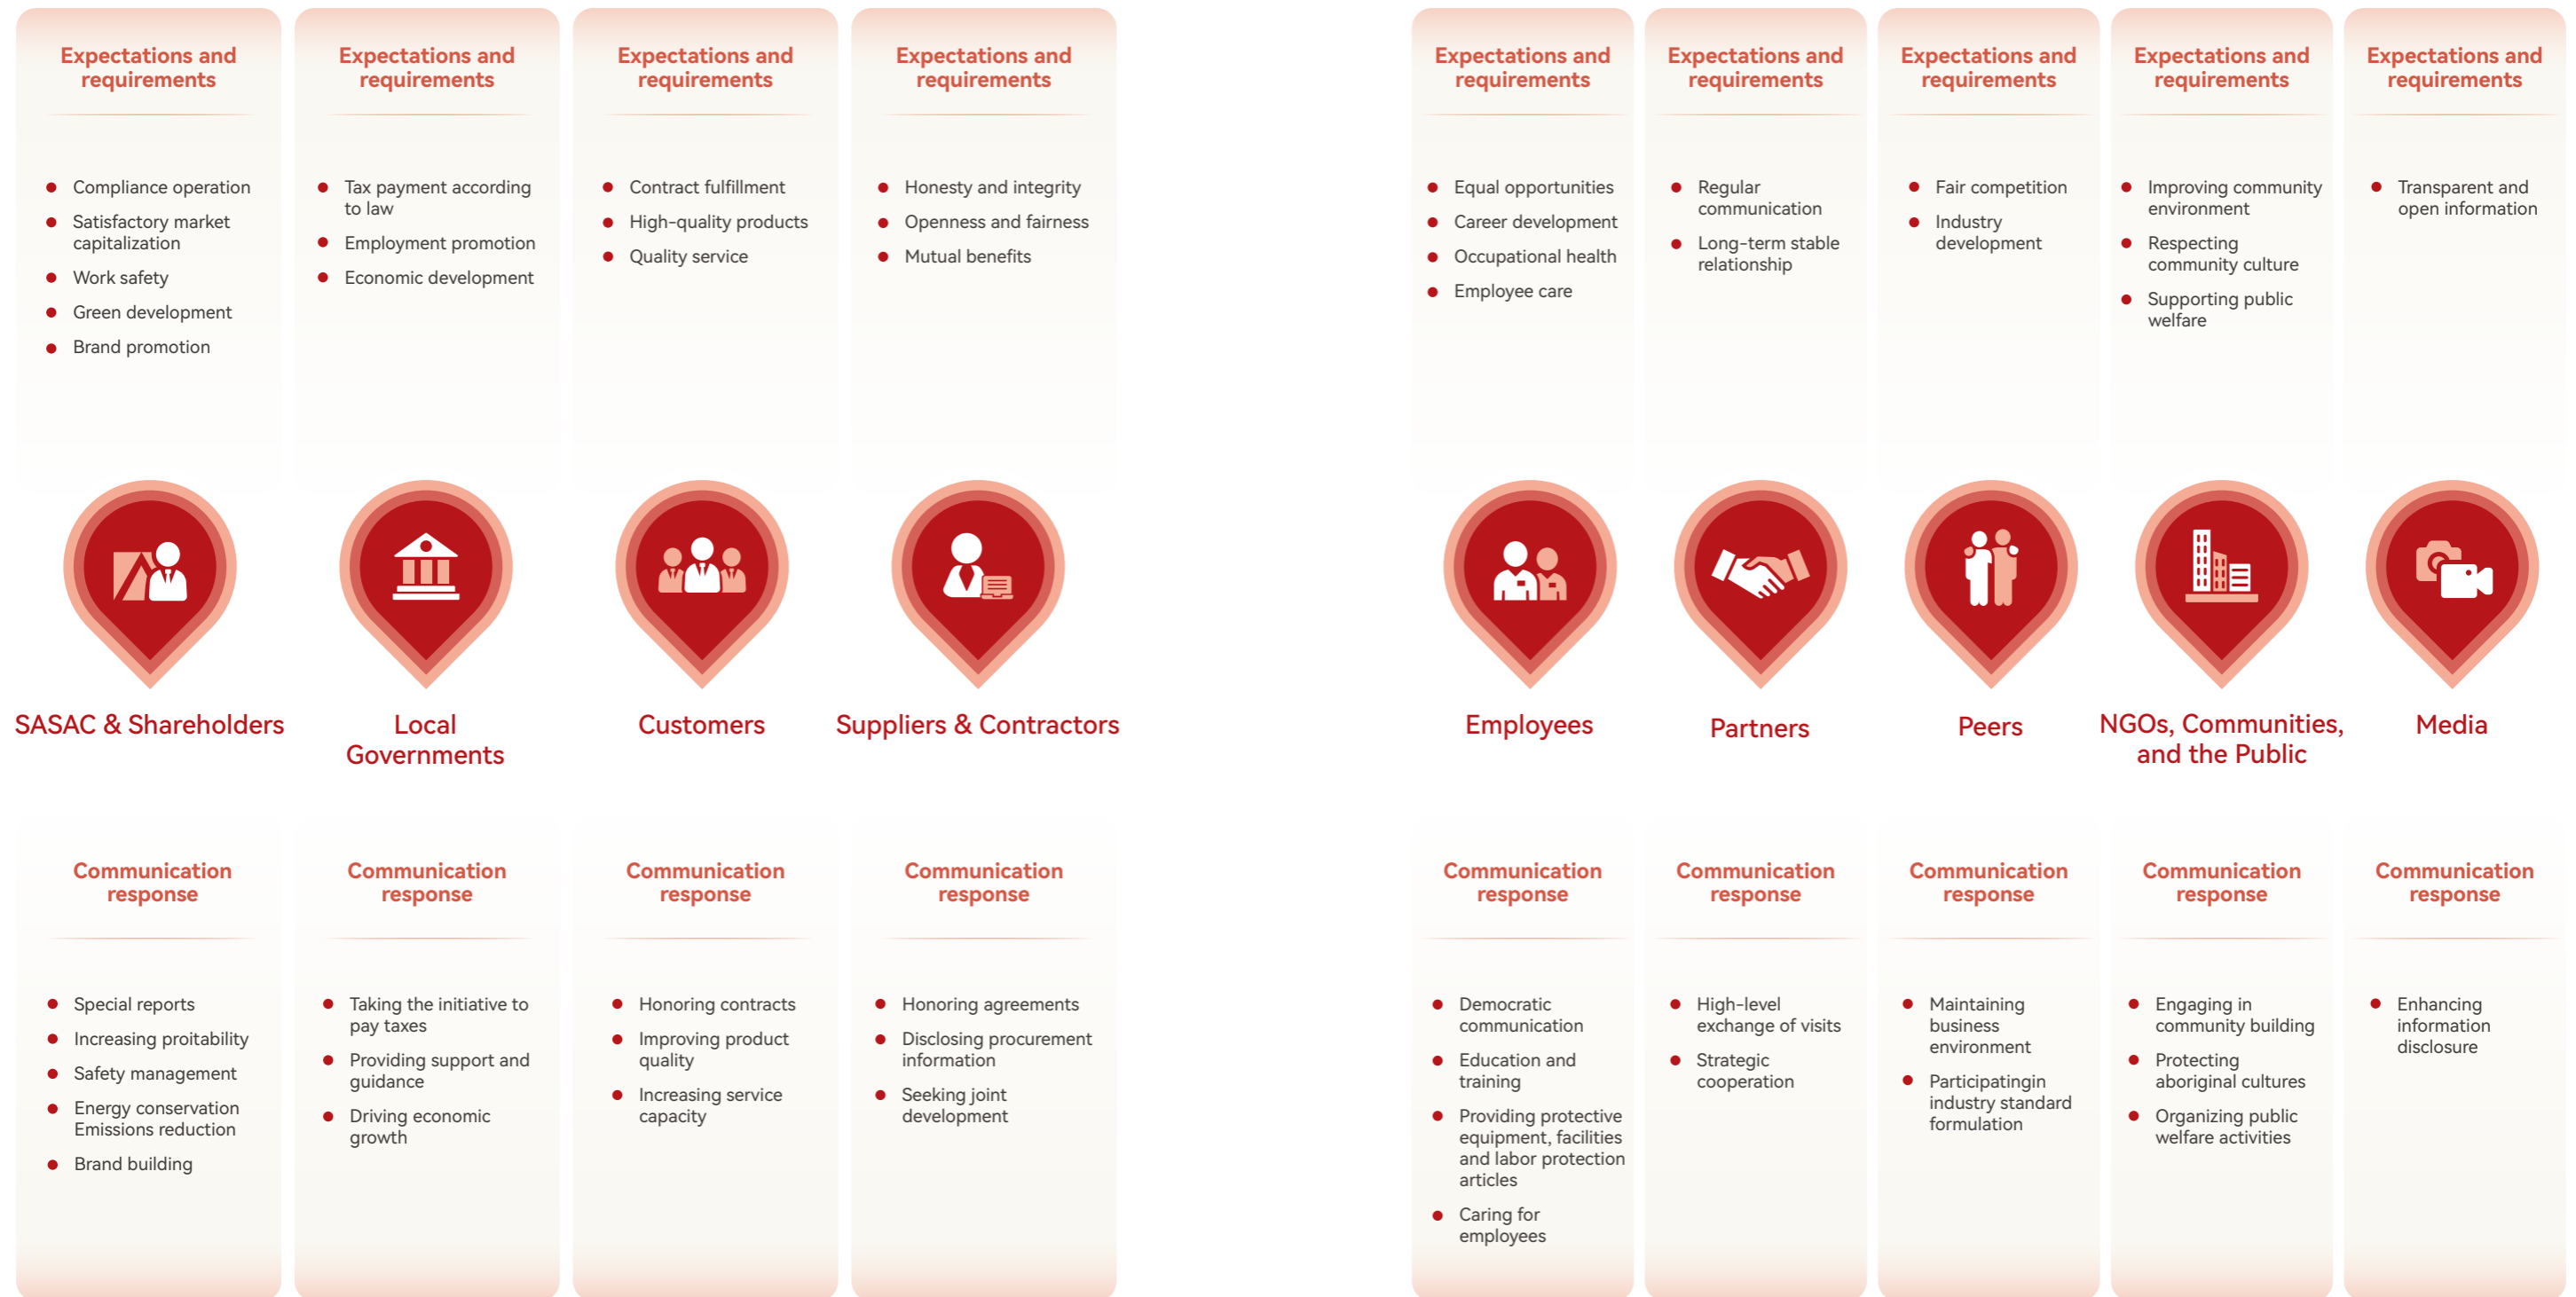 Expectations and
requirements
Compliance operation
Satisfactory market
capitalization
Work safety
Green development
Brand promotion
SASAC & Shareholders
Communication
response
Special reports
Increasing proitability
Safety management
Energy conservation
Emissions reduction
Brand building
Expectations and
requirements
Tax payment according
to law
Employment promotion
Economic development
Local
Governments
Communication
response
Taking the initiative to
pay taxes
Providing support and
guidance
Driving economic
growth
Expectations and
requirements
Contract fulfillment
High-quality products
Quality service
Customers
Communication
response
Honoring contracts
Improving product
quality
Increasing service
capacity
Expectations and
requirements
Honesty and integrity
Openness and fairness
Mutual benefits
Suppliers & Contractors
Communication
response
Honoring agreements
Disclosing procurement
information
Seeking joint
development
Expectations and
requirements
Equal opportunities
Career development
Occupational health
Employee care
Employees
Communication
response
Democratic
communication
Education and
training
Providing protective
equipment, facilities
and labor protection
articles
Caring for
employees
Expectations and
requirements
Regular
communication
Long-term stable
relationship
Partners
Communication
response
High-level
exchange of visits
Strategic
cooperation
Expectations and
requirements
Fair competition
Industry
development
Peers
Communication
response
Maintaining
business
environment
Participatingin
industry standard
formulation
Expectations and
requirements
Improving community
environment
Respecting
community culture
Supporting public
welfare
NGOs, Communities,
and the Public
Communication
response
Engaging in
community building
Protecting
aboriginal cultures
Organizing public
welfare activities
Expectations and
requirements
Transparent and
open information
Media
Communication
response
Enhancing
information
disclosure